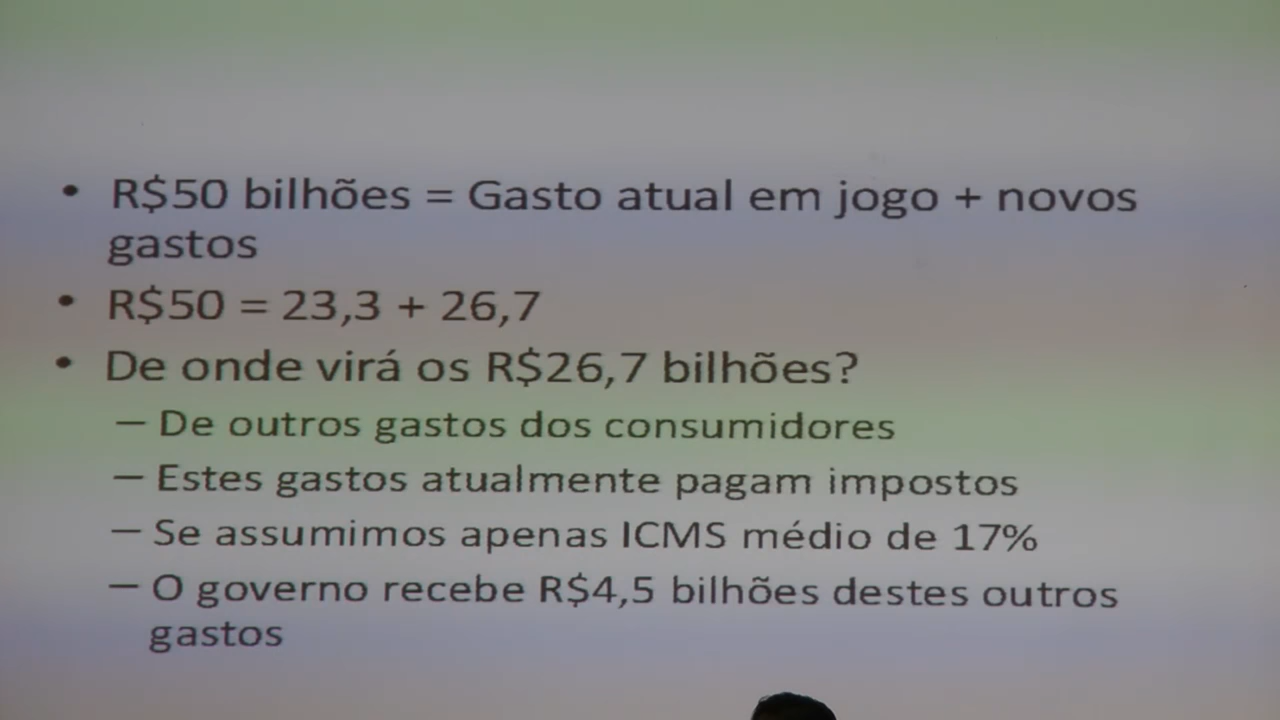 • R$50 bilhões = Gasto atual em jogo + novos
gastos
• R$50 = 23,3 + 26,7
• De onde virá os R$26,7 bilhões?
– De outros gastos dos consumidores
– Estes gastos atualmente pagam impostos
– Se assumimos apenas ICMS médio de 17%
– O governo recebe R$4,5 bilhões destes outros
gastos